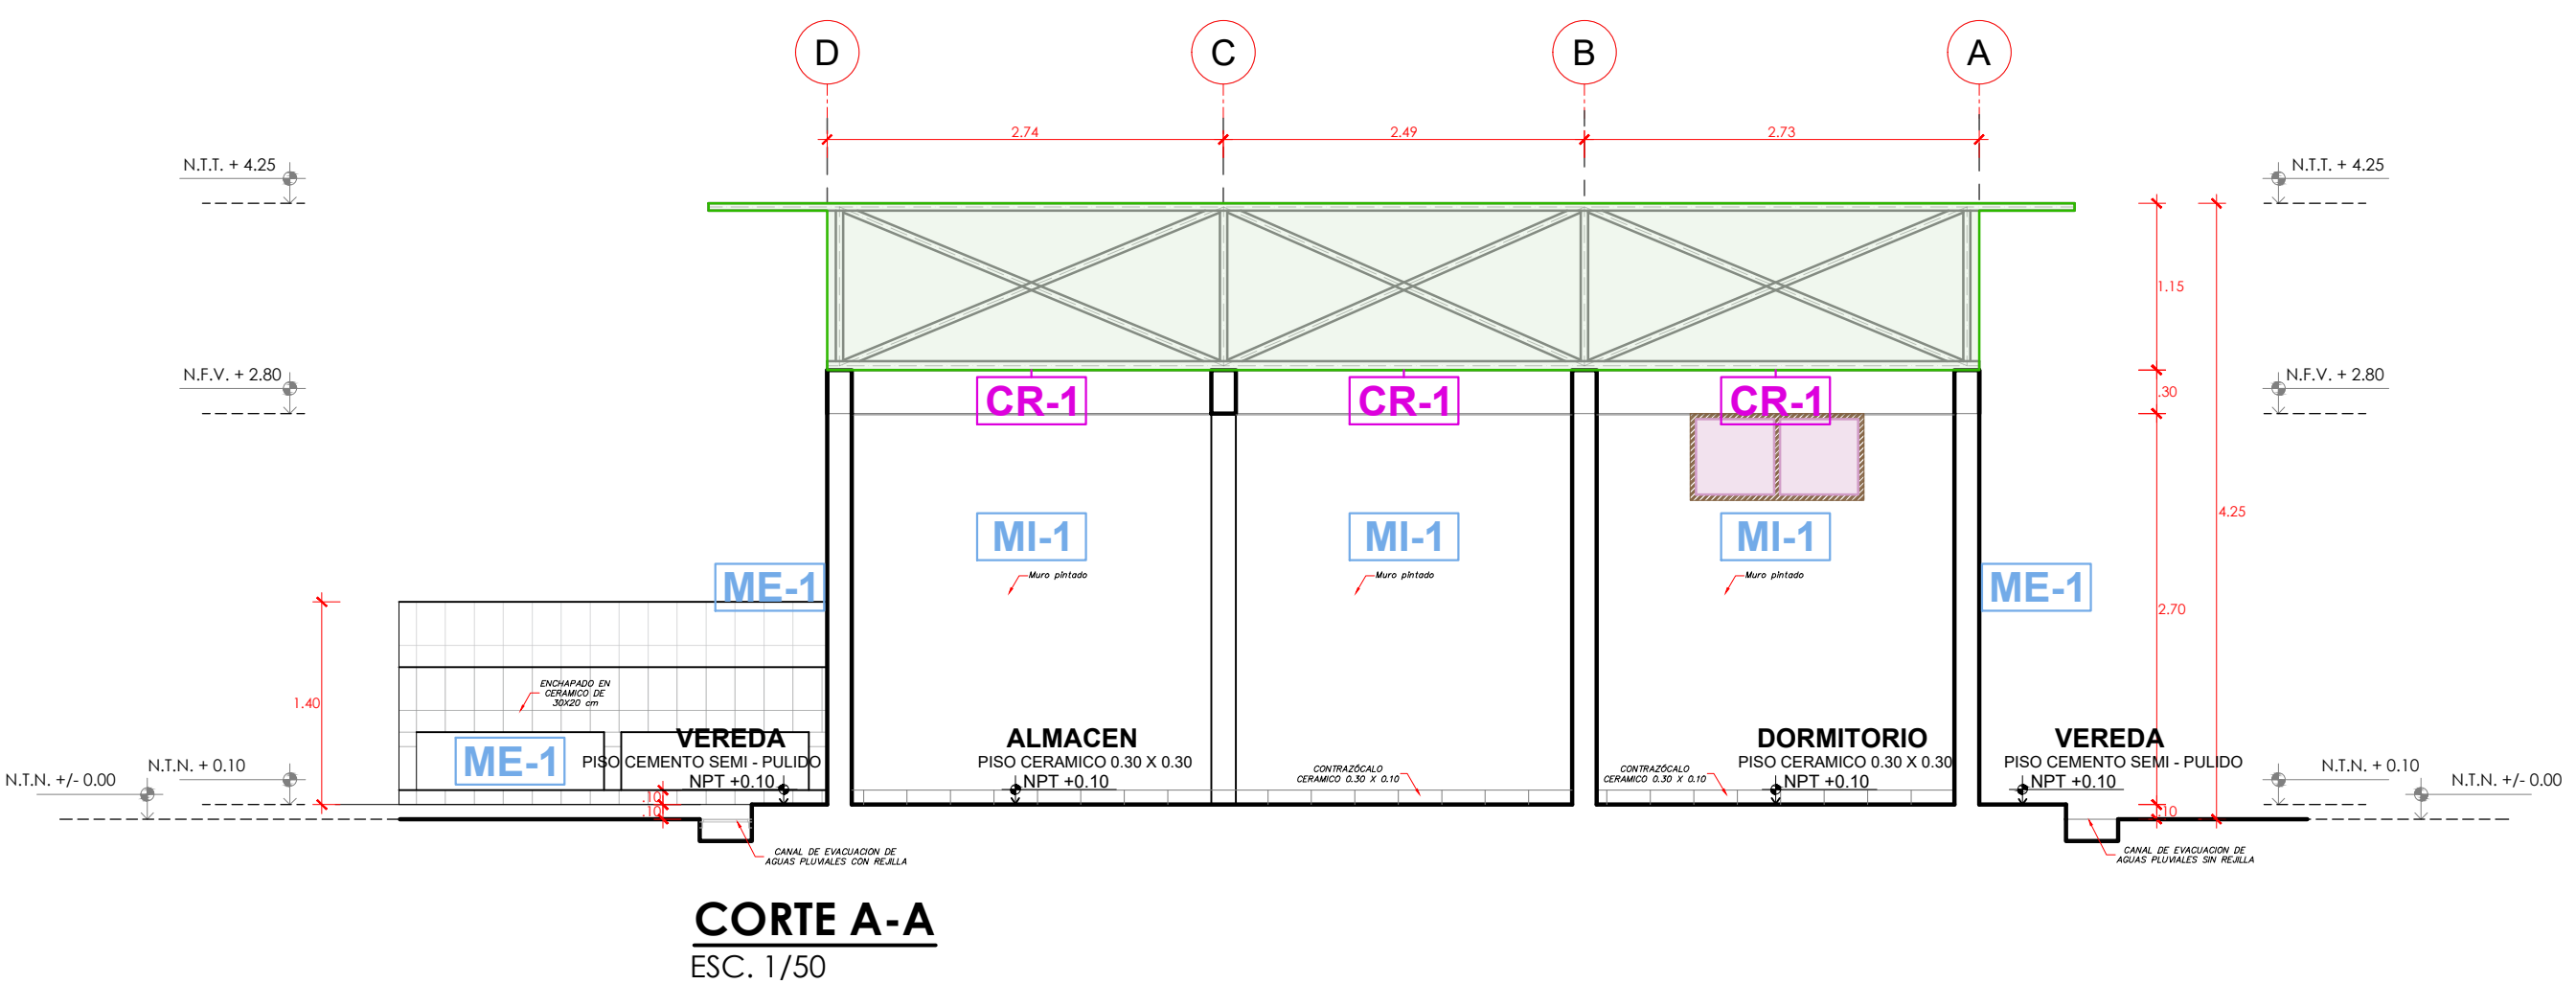 D
C
B
A
2.74
2.49
2.73
N.T.T. + 4.25
N.T.T. + 4.25
1.15
N.F.V. + 2.80
N.F.V. + 2.80
CR-1
CR-1
CR-1
.30
4.25
MI-1
MI-1
MI-1
Muro pintado
Muro pintado
Muro pintado
ME-1
ME-1
2.70
1.40
ENCHAPADO EN
CERAMICO DE
30X20 cm
ME-1
VEREDA
PISO CEMENTO SEMI - PULIDO
NPT +0.10
ALMACEN
PISO CERAMICO 0.30 X 0.30
NPT +0.10
CONTRAZÓCALO
CERAMICO 0.30 X 0.10
CONTRAZÓCALO
CERAMICO 0.30 X 0.10
DORMITORIO
PISO CERAMICO 0.30 X 0.30
NPT +0.10
VEREDA
PISO CEMENTO SEMI - PULIDO
NPT +0.10
N.T.N. +/- 0.00
N.T.N. + 0.10
N.T.N. + 0.10
N.T.N. +/- 0.00
.10
.10
.10
CANAL DE EVACUACION DE
AGUAS PLUVIALES CON REJILLA
CANAL DE EVACUACION DE
AGUAS PLUVIALES SIN REJILLA
CORTE A-A
ESC. 1/50